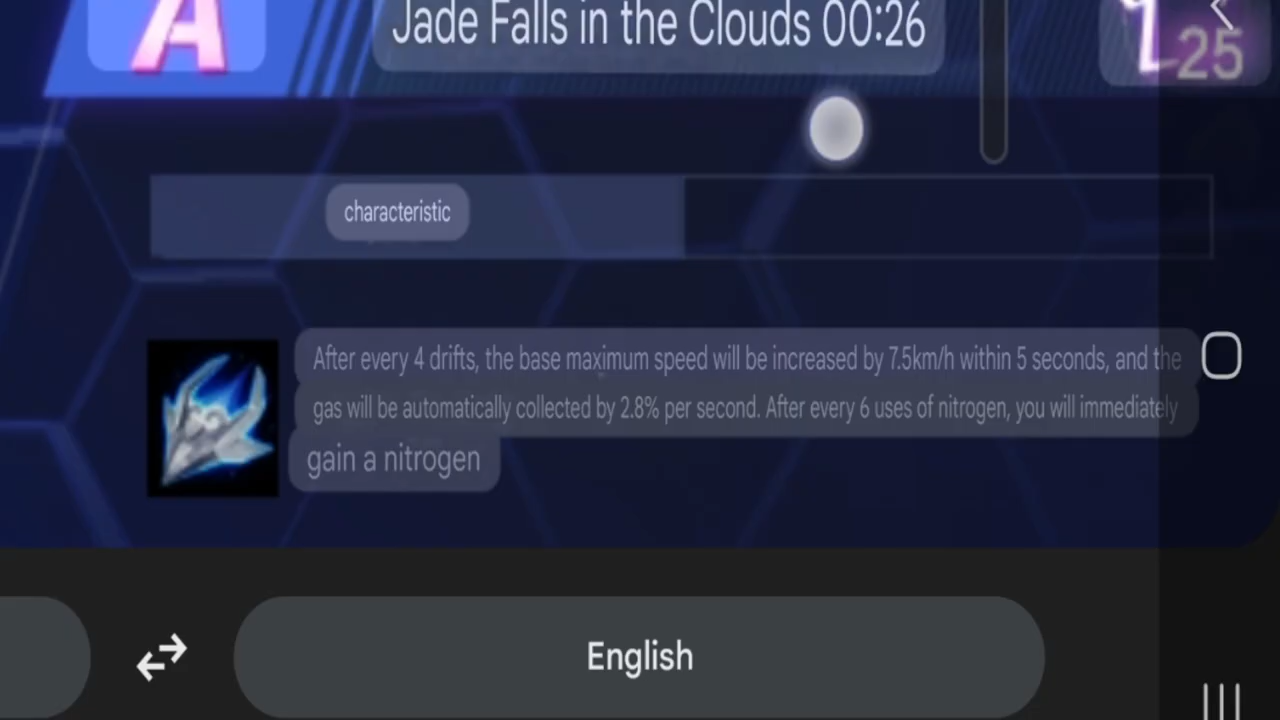 A
Jade Falls in the Clouds 00:26
25
characteristic
After every 4 drifts, the base maximum speed will be increased by 7.5km/h within 5 seconds, and the
gas will be automatically collected by 2.8% per second. After every 6 uses of nitrogen, you will immediately
gain a nitrogen
English